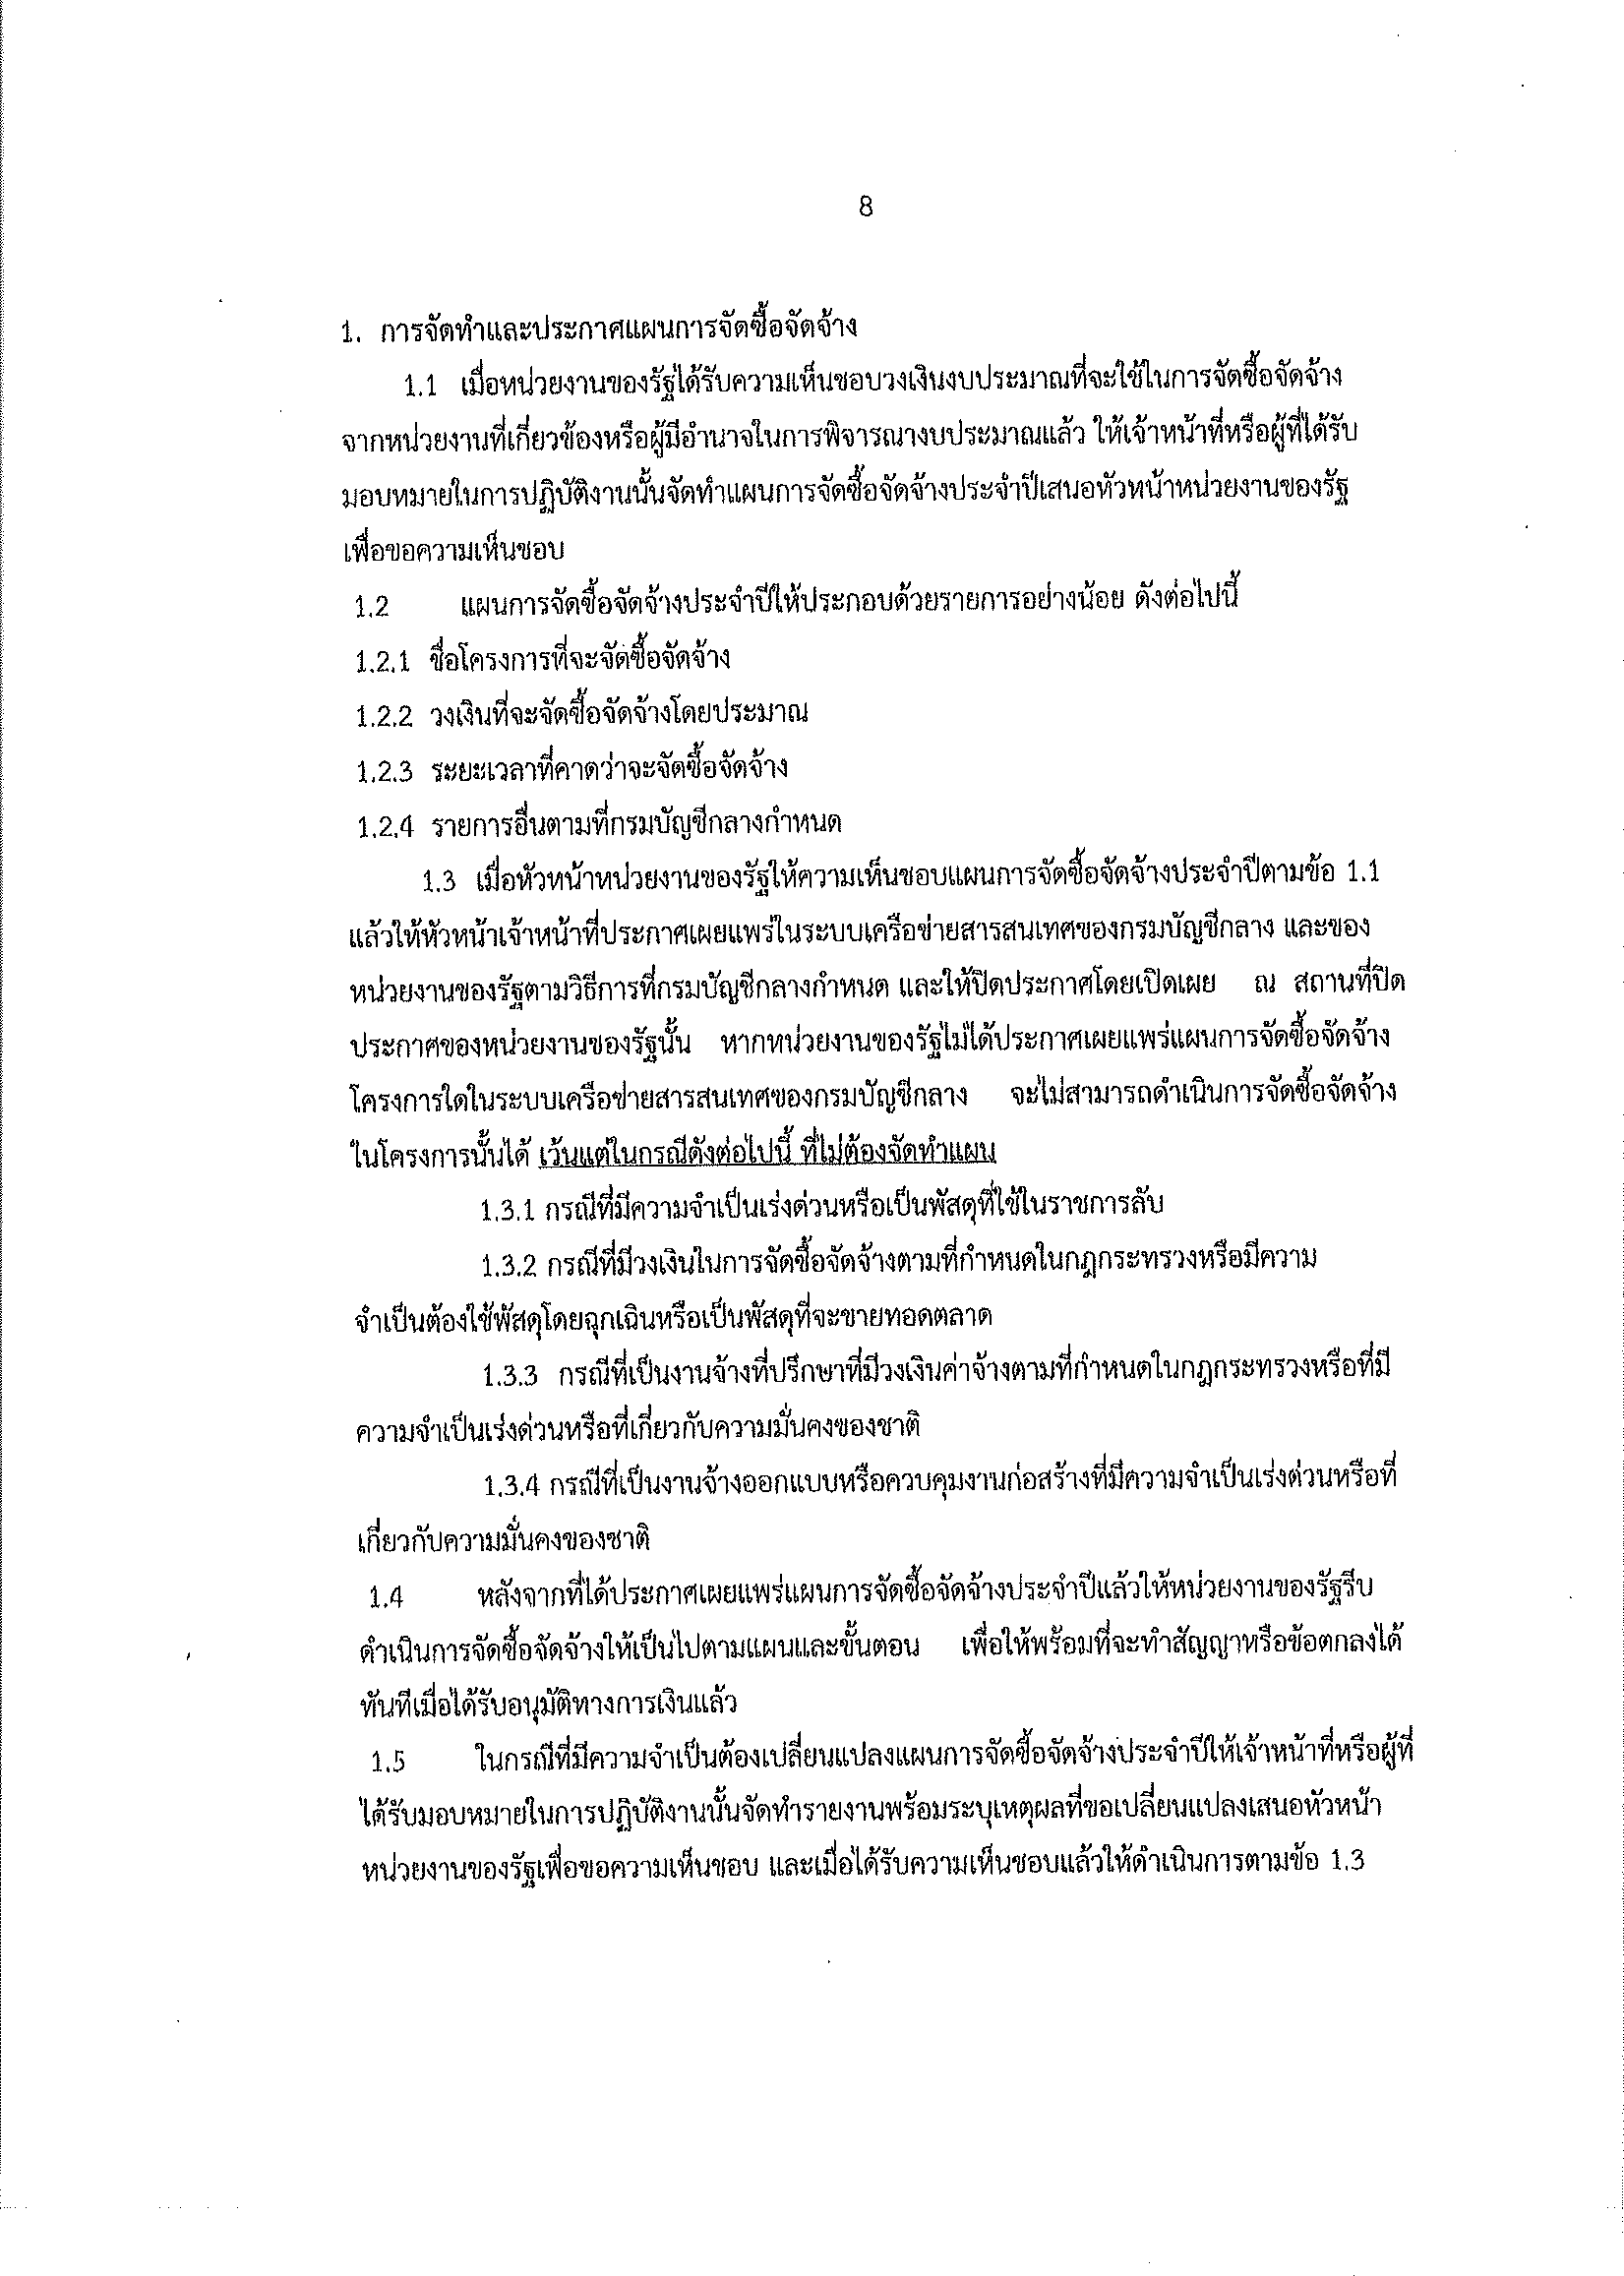 8
1. การจัดทำและประกาศแผนการจัดซื้อจัดจ้าง
1.1 เมื่อหน่วยงานของรัฐได้รับความเห็นชอบวงเงินงบประมาณที่จะใช้ในการจัดซื้อจัดจ้าง
จากหน่วยงานที่เกี่ยวข้องหรือผู้มีอำนาจในการพิจารณางบประมาณแล้ว ให้เจ้าหน้าที่หรือผู้ที่ได้รับ
มอบหมายในการปฏิบัติงานนั้นจัดทำแผนการจัดซื้อจัดจ้างประจำปีเสนอหัวหน้าหน่วยงานของรัฐ
เพื่อขอความเห็นชอบ
1.2 แผนการจัดซื้อจัดจ้างประจำปีให้ประกอบด้วยรายการอย่างน้อย ดังต่อไปนี้
1.2.1 ชื่อโครงการที่จะจัดซื้อจัดจ้าง
1.2.2 วงเงินที่จะจัดซื้อจัดจ้างโดยประมาณ
1.2.3 ระยะเวลาที่คาดว่าจะจัดซื้อจัดจ้าง
1.2.4 รายการอื่นตามที่กรมบัญชีกลางกำหนด
1.3 เมื่อหัวหน้าหน่วยงานของรัฐให้ความเห็นชอบแผนการจัดซื้อจัดจ้างประจำปีตามข้อ 1.1
แล้วให้หัวหน้าเจ้าหน้าที่ประกาศเผยแพร่ในระบบเครือข่ายสารสนเทศของกรมบัญชีกลาง และของ
หน่วยงานของรัฐตามวิธีการที่กรมบัญชีกลางกำหนด และให้ปิดประกาศโดยเปิดเผย ณ สถานที่ปิด
ประกาศของหน่วยงานของรัฐนั้น หากหน่วยงานของรัฐไม่ได้ประกาศเผยแพร่แผนการจัดซื้อจัดจ้าง
โครงการใดในระบบเครือข่ายสารสนเทศของกรมบัญชีกลาง จะไม่สามารถดำเนินการจัดซื้อจัดจ้าง
ในโครงการนั้นได้ เว้นแต่ในกรณีดังต่อไปนี้ ที่ไม่ต้องจัดทำแผน
1.3.1 กรณีที่มีความจำเป็นเร่งด่วนหรือเป็นพัสดุที่ใช้ในราชการลับ
1.3.2 กรณีที่มีวงเงินในการจัดซื้อจัดจ้างตามที่กำหนดในกฎกระทรวงหรือมีความ
จำเป็นต้องใช้พัสดุโดยฉุกเฉินหรือเป็นพัสดุที่จะขายทอดตลาด
1.3.3 กรณีที่เป็นงานจ้างที่ปรึกษาที่มีวงเงินค่าจ้างตามที่กำหนดในกฎกระทรวงหรือที่มี
ความจำเป็นเร่งด่วนหรือที่เกี่ยวกับความมั่นคงของชาติ
1.3.4 กรณีที่เป็นงานจ้างออกแบบหรือควบคุมงานก่อสร้างที่มีความจำเป็นเร่งด่วนหรือที่
เกี่ยวกับความมั่นคงของชาติ
1.4 หลังจากที่ได้ประกาศเผยแพร่แผนการจัดซื้อจัดจ้างประจำปีแล้วให้หน่วยงานของรัฐรีบ
ดำเนินการจัดซื้อจัดจ้างให้เป็นไปตามแผนและขั้นตอน เพื่อให้พร้อมที่จะทำสัญญาหรือข้อตกลงได้
ทันทีเมื่อได้รับอนุมัติทางการเงินแล้ว
1.5 ในกรณีที่มีความจำเป็นต้องเปลี่ยนแปลงแผนการจัดซื้อจัดจ้างประจำปีให้เจ้าหน้าที่หรือผู้ที่
ได้รับมอบหมายในการปฏิบัติงานนั้นจัดทำรายงานพร้อมระบุเหตุผลที่ขอเปลี่ยนแปลงเสนอหัวหน้า
หน่วยงานของรัฐเพื่อขอความเห็นชอบ และเมื่อได้รับความเห็นชอบแล้วให้ดำเนินการตามข้อ 1.3